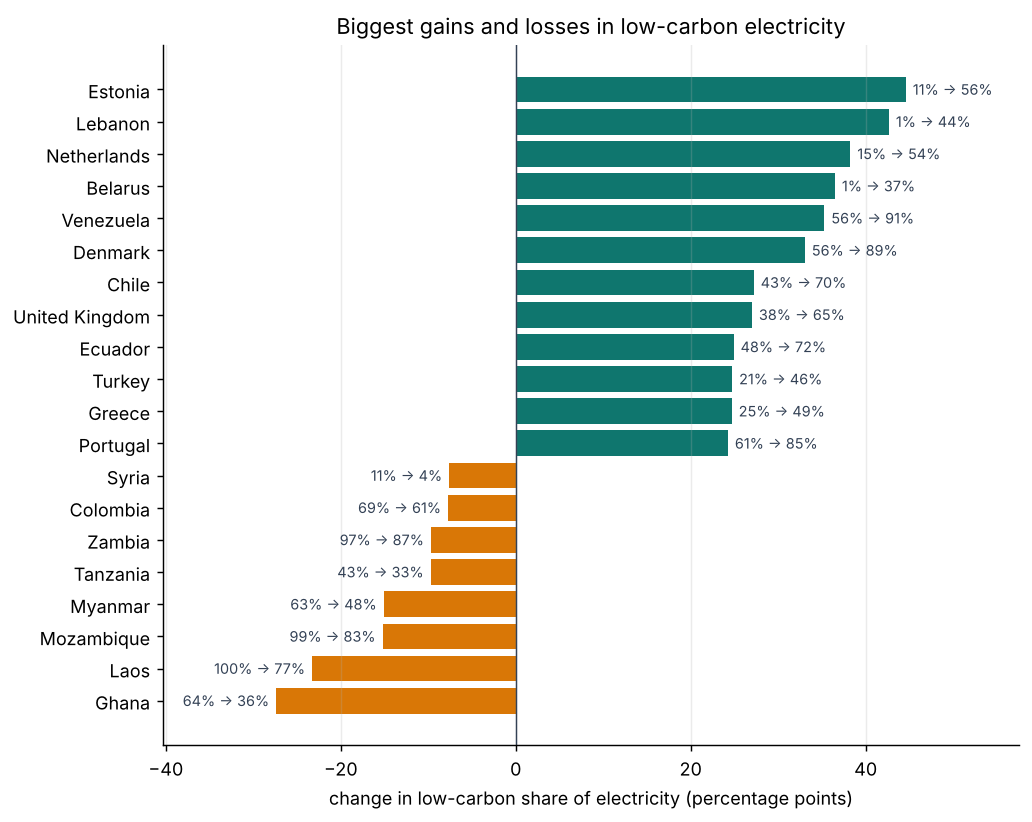 Biggest gains and losses in low-carbon electricity
Estonia 11% → 56%
Lebanon 1% → 44%
Netherlands 15% → 54%
Belarus 1% → 37%
Venezuela 56% → 91%
Denmark 56% → 89%
Chile 43% → 70%
United Kingdom 38% → 65%
Ecuador 48% → 72%
Turkey 21% → 46%
Greece 25% → 49%
Portugal 61% → 85%
Syria 11% → 4%
Colombia 69% → 61%
Zambia 97% → 87%
Tanzania 43% → 33%
Myanmar 63% → 48%
Mozambique 99% → 83%
Laos 100% → 77%
Ghana 64% → 36%
−40 −20 0 20 40
change in low-carbon share of electricity (percentage points)